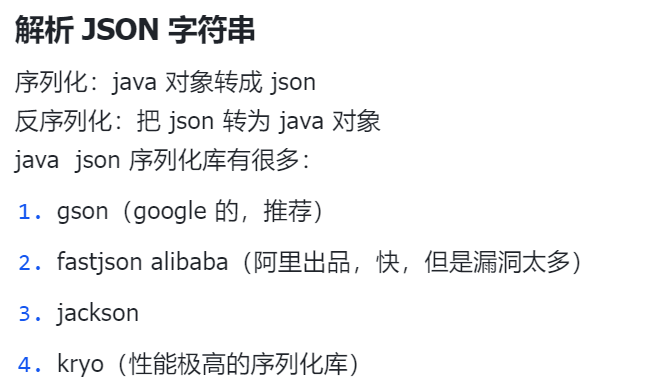 解析 JSON 字符串
序列化：java 对象转成 json
反序列化：把 json 转为 java 对象
java  json 序列化库有很多：
1. gson（google 的，推荐）
2. fastjson alibaba（阿里出品，快，但是漏洞太多）
3. jackson
4. kryo（性能极高的序列化库）